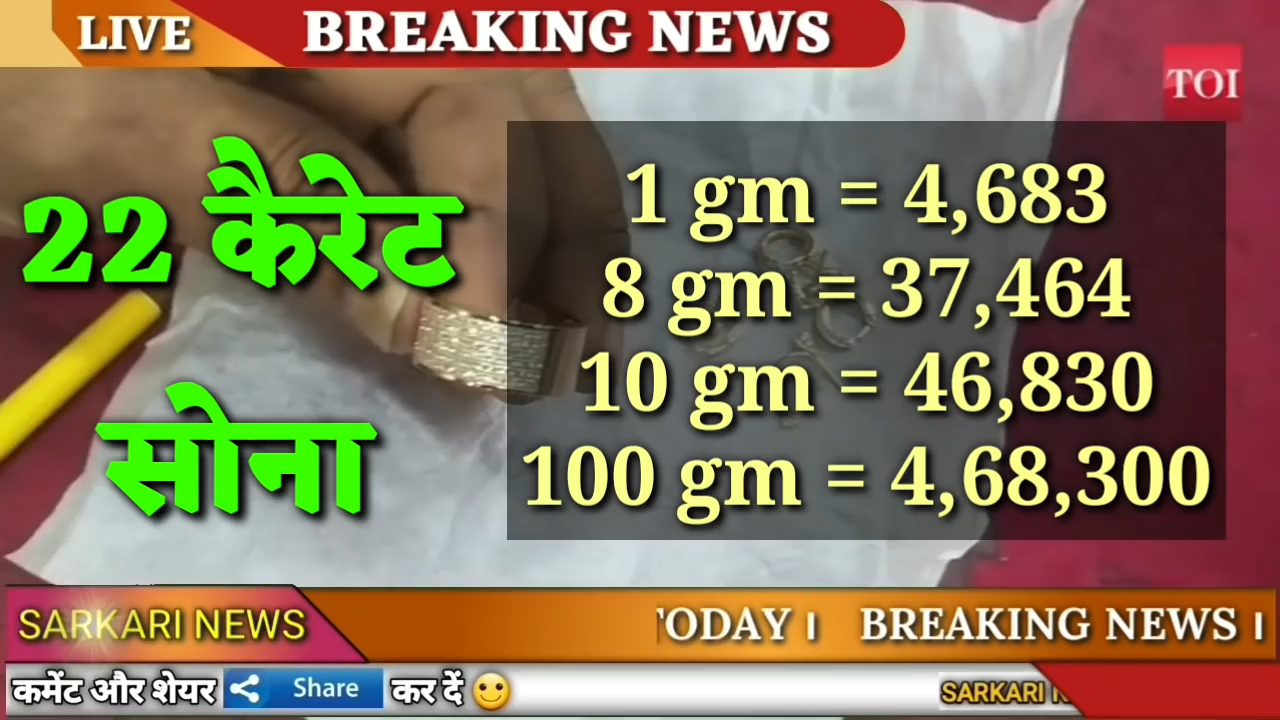 LIVE
BREAKING NEWS
TOI
22 कैरेट
सोना
1 gm = 4,683
8 gm = 37,464
10 gm = 46,830
100 gm = 4,68,300
SARKARI NEWS
BREAKING NEWS ।
कमेंट और शेयर Share कर दें
SARKARI